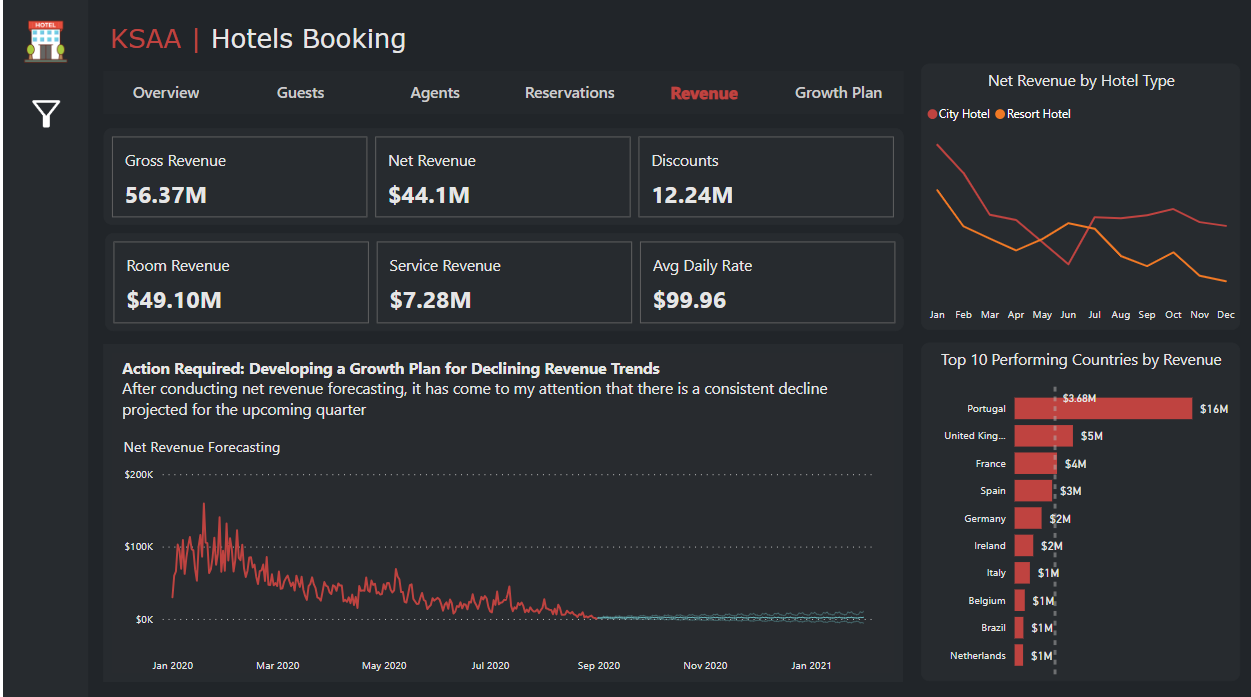 HOTEL
KSAA | Hotels Booking
Overview
Guests
Agents
Reservations
Revenue
Growth Plan
Gross Revenue
56.37M
Net Revenue
$44.1M
Discounts
12.24M
Room Revenue
$49.10M
Service Revenue
$7.28M
Avg Daily Rate
$99.96
Action Required: Developing a Growth Plan for Declining Revenue Trends
After conducting net revenue forecasting, it has come to my attention that there is a consistent decline
projected for the upcoming quarter
Net Revenue Forecasting
$200K
$100K
$0K
Jan 2020
Mar 2020
May 2020
Jul 2020
Sep 2020
Nov 2020
Jan 2021
Net Revenue by Hotel Type
City Hotel
Resort Hotel
Jan Feb Mar Apr May Jun Jul Aug Sep Oct Nov Dec
Top 10 Performing Countries by Revenue
$3.68M
Portugal $16M
United King... $5M
France $4M
Spain $3M
Germany $2M
Ireland $2M
Italy $1M
Belgium $1M
Brazil $1M
Netherlands $1M